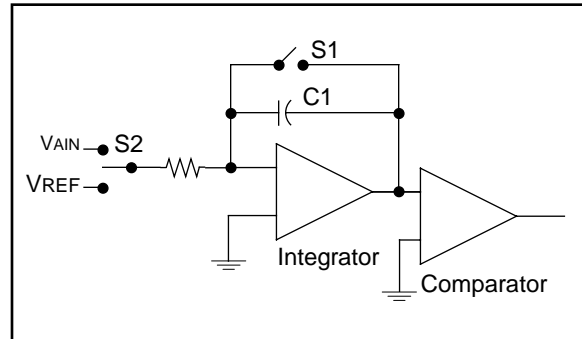 S1
C1
VAIN
S2
VREF
Integrator
Comparator